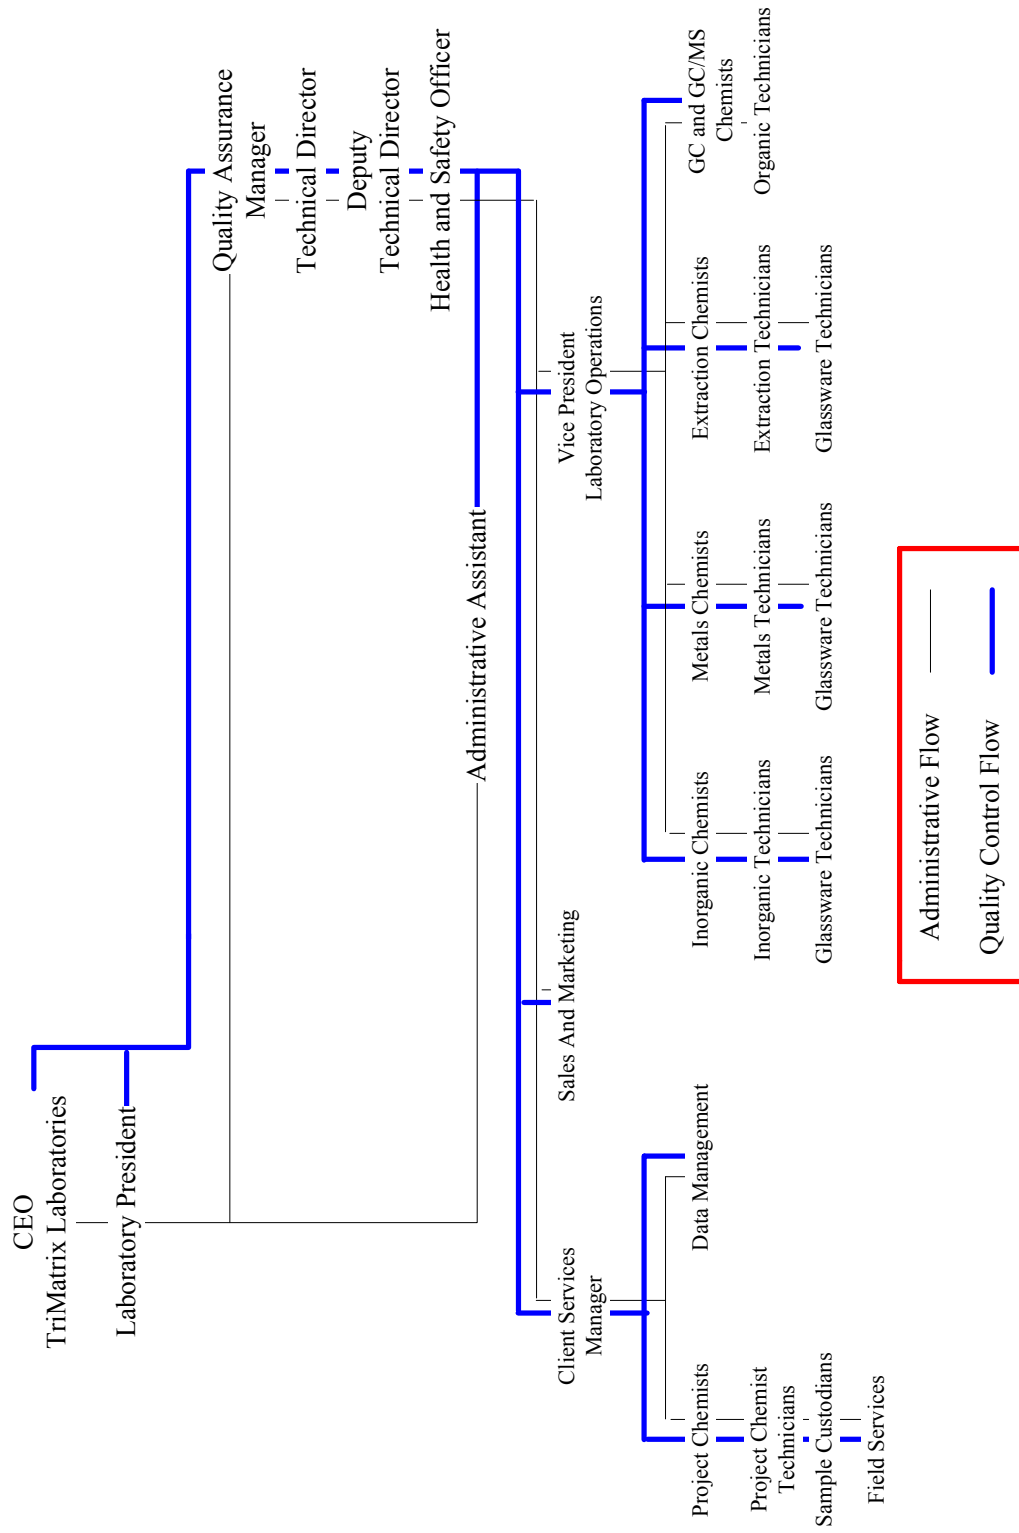 CEO
TriMatrix Laboratories
Laboratory President
Quality Assurance
Manager
Technical Director
Deputy
Technical Director
Health and Safety Officer
Administrative Assistant
Client Services
Manager
Sales And Marketing
Vice President
Laboratory Operations
Project Chemists
Project Chemist
Technicians
Sample Custodians
Field Services
Data Management
Inorganic Chemists
Inorganic Technicians
Glassware Technicians
Metals Chemists
Metals Technicians
Glassware Technicians
Extraction Chemists
Extraction Technicians
Glassware Technicians
GC and GC/MS
Chemists
Organic Technicians
Administrative Flow
Quality Control Flow